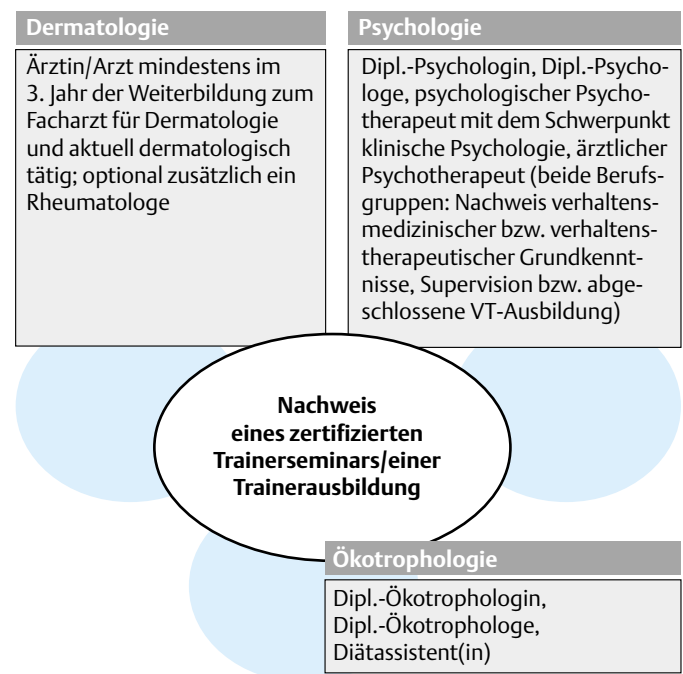 Dermatologie
Ärztin/Arzt mindestens im
3. Jahr der Weiterbildung zum
Facharzt für Dermatologie
und aktuell dermatologisch
tätig; optional zusätzlich ein
Rheumatologe
Psychologie
Dipl.-Psychologin, Dipl.-Psycho-
loge, psychologischer Psycho-
therapeut mit dem Schwerpunkt
klinische Psychologie, ärztlicher
Psychotherapeut (beide Berufs-
gruppen: Nachweis verhaltens-
medizinischer bzw. verhaltens-
therapeutischer Grundkennt-
nisse, Supervision bzw. abge-
schlossene VT-Ausbildung)
Nachweis
eines zertifizierten
Trainerseminars/einer
Trainerausbildung
Ökotrophologie
Dipl.-Ökotrophologin,
Dipl.-Ökotrophologe,
Diätassistent(in)